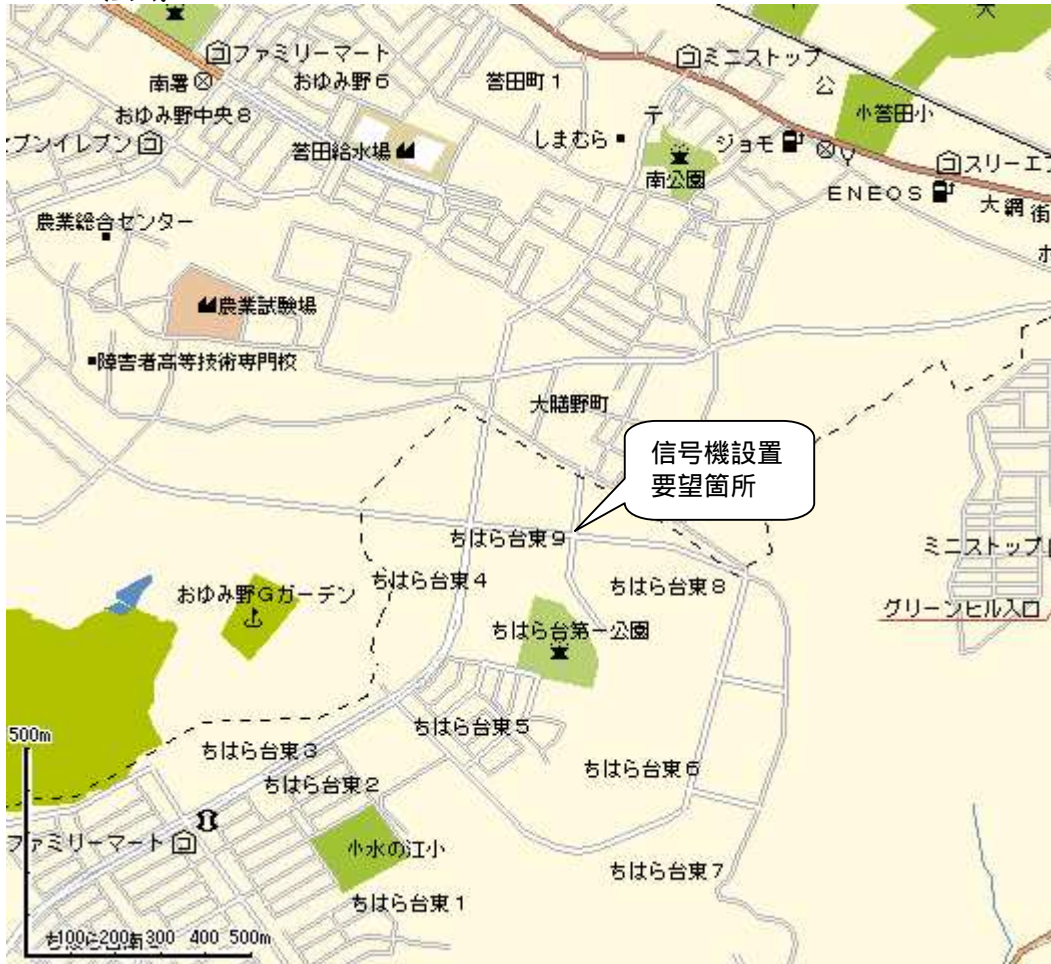 大
ファミリーマート
ミニストップ
南署
おゆみ野6
誉田町1
公
おゆみ野中央8
小誉田小
ブンイレブン
誉田給水場
しまむら
ジョモ
スリーエフ
南公園
ENEOS
大網街
農業総合センター
ホ
農業試験場
障害者高等技術専門校
大膳野町
信号機設置
要望箇所
ちはら台東9
ミニストップ
ちはら台東4
ちはら台東8
おゆみ野Gガーデン
グリーンヒル入口
ちはら台第一公園
500m
ちはら台東5
ちはら台東3
ちはら台東6
ちはら台東2
ファミリーマート
小水の江小
ちはら台東7
ちはら台東1
100 200 300 400 500m